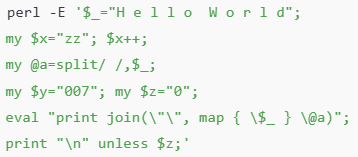 perl -E '$_="H e l l o  W o r l d";
my $x="zz"; $x++;
my @a=split/ /,$_;
my $y="007"; my $z="0";
eval "print join(\"\", map { \$_ } \@a)";
print "\n" unless $z;'